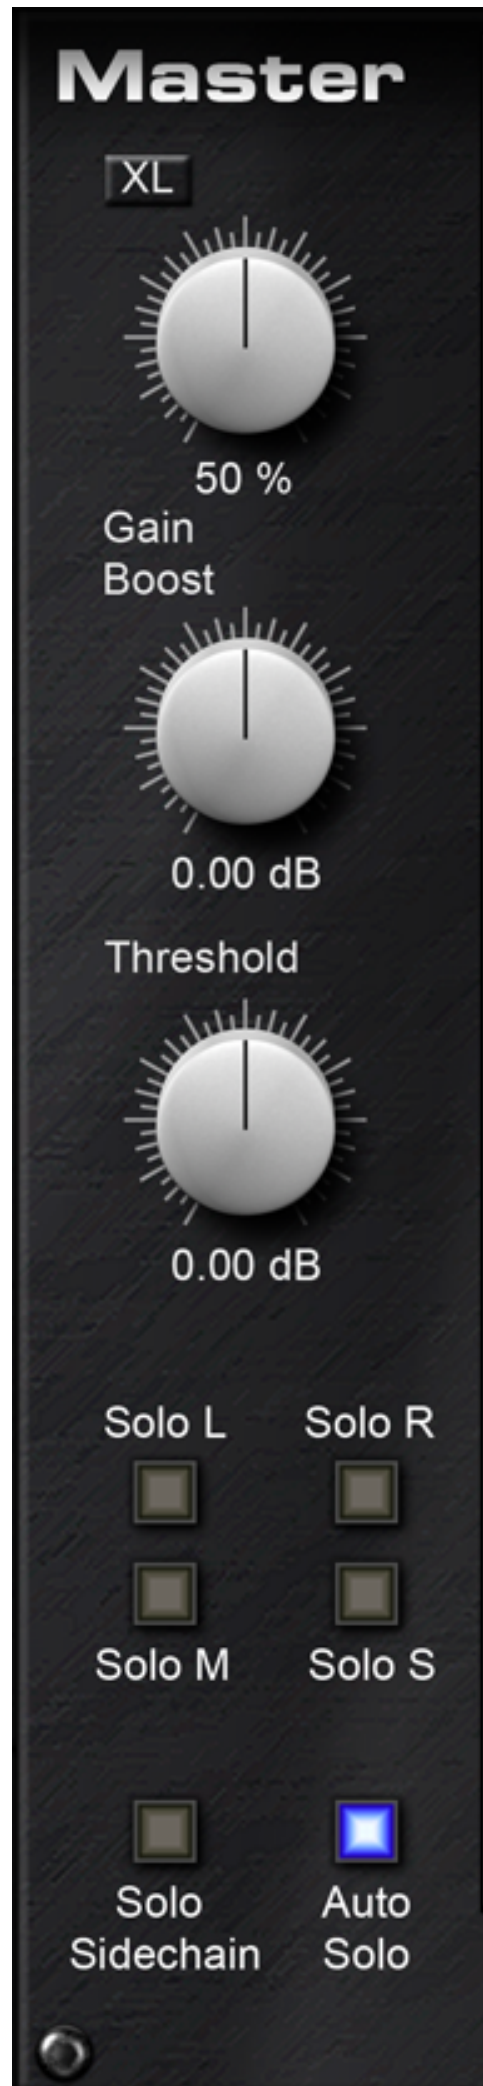 Master
XL
50 %
Gain
Boost
0.00 dB
Threshold
0.00 dB
Solo L Solo R
Solo M Solo S
Solo Auto
Sidechain Solo